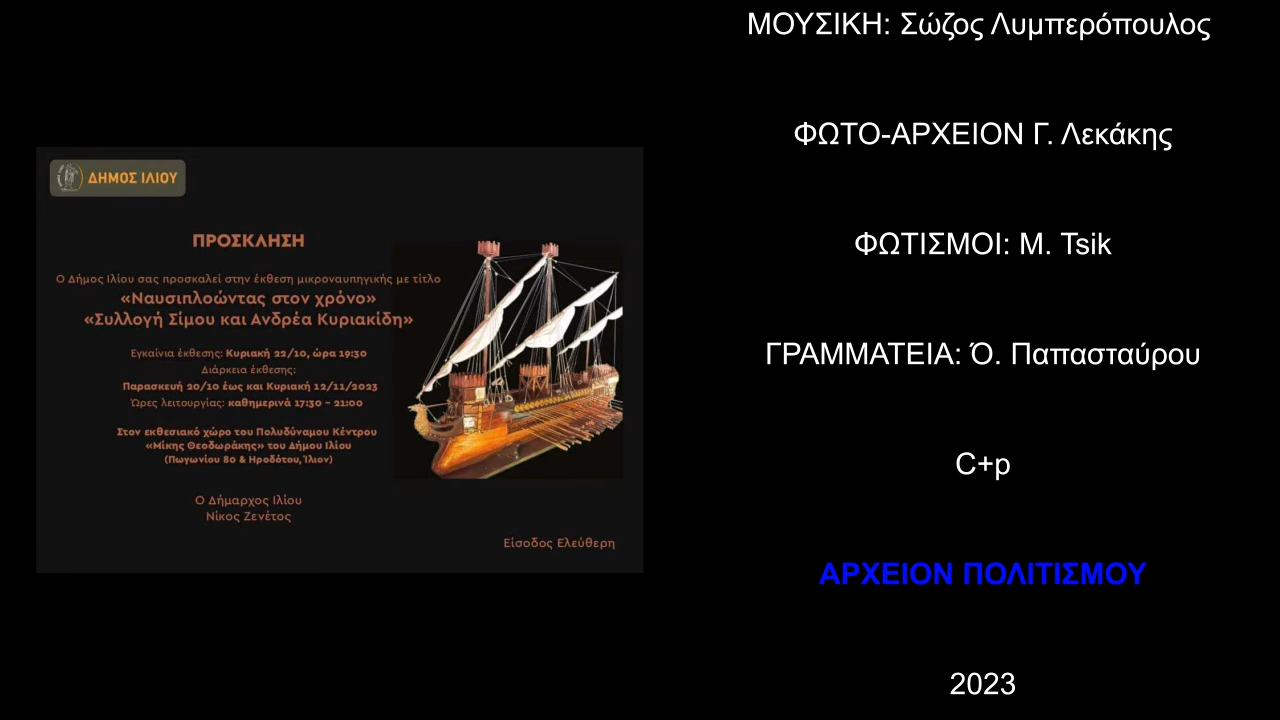 ΔΗΜΟΣ ΙΛΙΟΥ
ΠΡΟΣΚΛΗΣΗ
Ο Δήμος Ιλίου σας προσκαλεί στην έκθεση μικροναυπηγικής με τίτλο
«Ναυσιπλοώντας στον χρόνο»
«Συλλογή Σίμου και Ανδρέα Κυριακίδη»
Εγκαίνια έκθεσης: Κυριακή 22/10, ώρα 19:30
Διάρκεια έκθεσης:
Παρασκευή 20/10 έως και Κυριακή 12/11/2023
Ώρες λειτουργίας: καθημερινά 17:30 - 21:00
Στον εκθεσιακό χώρο του Πολυδύναμου Κέντρου
«Μίκης Θεοδωράκης» του Δήμου Ιλίου
(Πωγωνίου 80 & Ηροδότου, Ίλιον)
Ο Δήμαρχος Ιλίου
Νίκος Ζενέτος
Είσοδος Ελεύθερη
ΜΟΥΣΙΚΗ: Σώζος Λυμπερόπουλος
ΦΩΤΟ-ΑΡΧΕΙΟΝ Γ. Λεκάκης
ΦΩΤΙΣΜΟΙ: Μ. Tsik
ΓΡΑΜΜΑΤΕΙΑ: Ό. Παπασταύρου
C+p
ΑΡΧΕΙΟΝ ΠΟΛΙΤΙΣΜΟΥ
2023